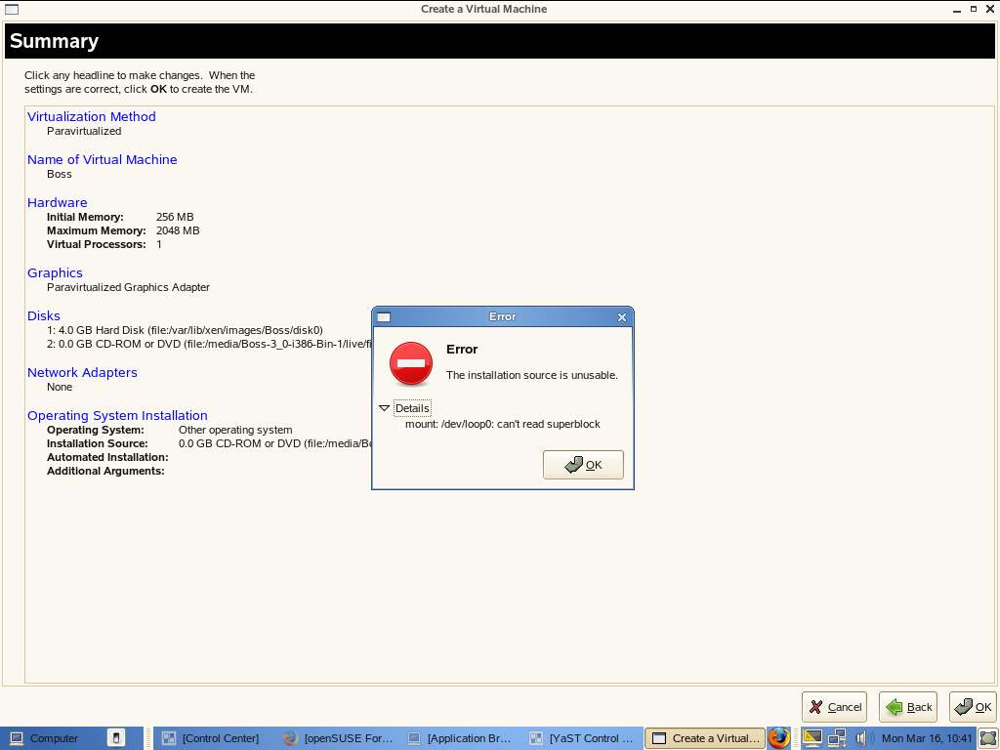 Create a Virtual Machine
Summary
Click any headline to make changes.  When the
settings are correct, click OK to create the VM.
Virtualization Method
Paravirtualized
Name of Virtual Machine
Boss
Hardware
Initial Memory: 256 MB
Maximum Memory: 2048 MB
Virtual Processors: 1
Graphics
Paravirtualized Graphics Adapter
Disks
1: 4.0 GB Hard Disk (file:/var/lib/xen/images/Boss/disk0)
2: 0.0 GB CD-ROM or DVD (file:/media/Boss-3_0-i386-Bin-1/live/fi
Network Adapters
None
Operating System Installation
Operating System: Other operating system
Installation Source: 0.0 GB CD-ROM or DVD (file:/media/Bo
Automated Installation:
Additional Arguments:
Error
Error
The installation source is unusable.
Details
mount: /dev/loop0: can't read superblock
OK
Cancel Back OK
Computer [Control Center] [openSUSE For... [Application Br... [YaST Control ... Create a Virtual... Mon Mar 16, 10:41